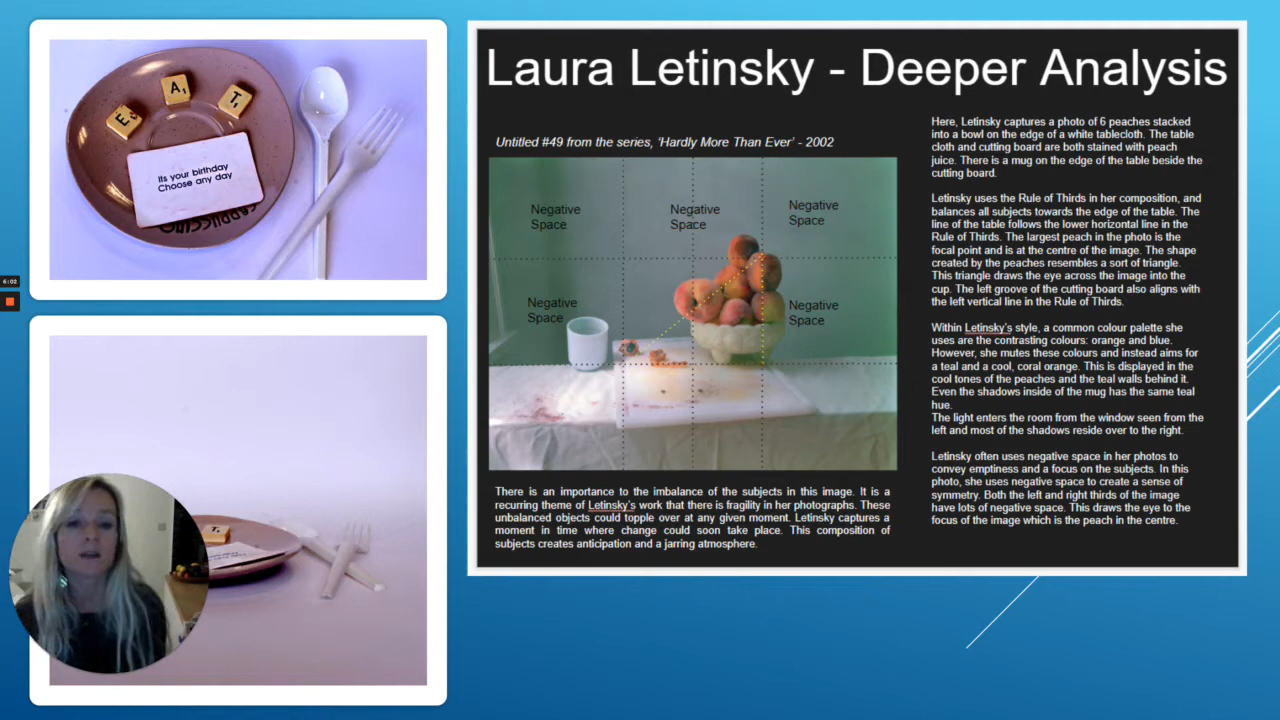 E A1 T1
Its your birthday
Choose any day
6:02
T1
Laura Letinsky - Deeper Analysis
Untitled #49 from the series, 'Hardly More Than Ever' - 2002
Negative
Space
Negative
Space
Negative
Space
Negative
Space
Negative
Space
There is an importance to the imbalance of the subjects in this image. It is a
recurring theme of Letinsky's work that there is fragility in her photographs. These
unbalanced objects could topple over at any given moment. Letinsky captures a
moment in time where change could soon take place. This composition of
subjects creates anticipation and a jarring atmosphere.
Here, Letinsky captures a photo of 6 peaches stacked
into a bowl on the edge of a white tablecloth. The table
cloth and cutting board are both stained with peach
juice. There is a mug on the edge of the table beside the
cutting board.
Letinsky uses the Rule of Thirds in her composition, and
balances all subjects towards the edge of the table. The
line of the table follows the lower horizontal line in the
Rule of Thirds. The largest peach in the photo is the
focal point and is at the centre of the image. The shape
created by the peaches resembles a sort of triangle.
This triangle draws the eye across the image into the
cup. The left groove of the cutting board also aligns with
the left vertical line in the Rule of Thirds.
Within Letinsky's style, a common colour palette she
uses are the contrasting colours: orange and blue.
However, she mutes these colours and instead aims for
a teal and a cool, coral orange. This is displayed in the
cool tones of the peaches and the teal walls behind it.
Even the shadows inside of the mug has the same teal
hue.
The light enters the room from the window seen from the
left and most of the shadows reside over to the right.
Letinsky often uses negative space in her photos to
convey emptiness and a focus on the subjects. In this
photo, she uses negative space to create a sense of
symmetry. Both the left and right thirds of the image
have lots of negative space. This draws the eye to the
focus of the image which is the peach in the centre.